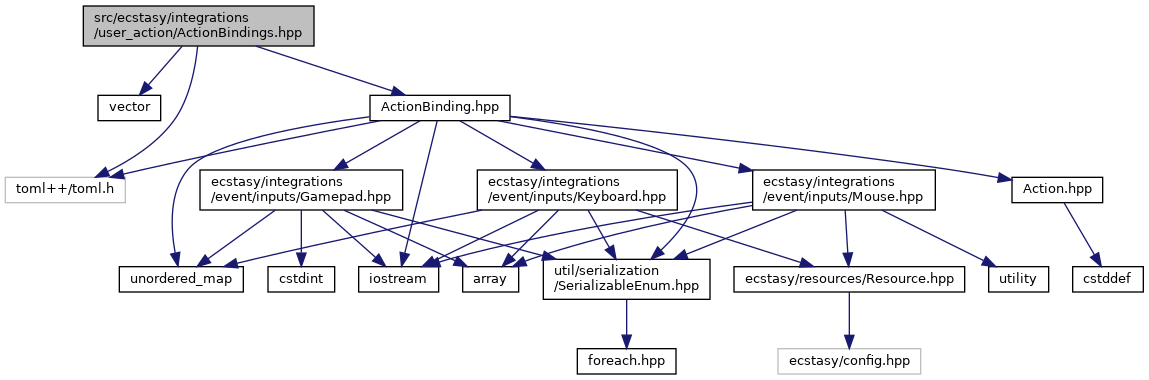 src/ecstasy/integrations
/user_action/ActionBindings.hpp
vector
ActionBinding.hpp
toml++/toml.h
ecstasy/integrations
/event/inputs/Gamepad.hpp
ecstasy/integrations
/event/inputs/Keyboard.hpp
ecstasy/integrations
/event/inputs/Mouse.hpp
Action.hpp
unordered_map
cstdint
iostream
array
util/serialization
/SerializableEnum.hpp
ecstasy/resources/Resource.hpp
utility
cstddef
foreach.hpp
ecstasy/config.hpp